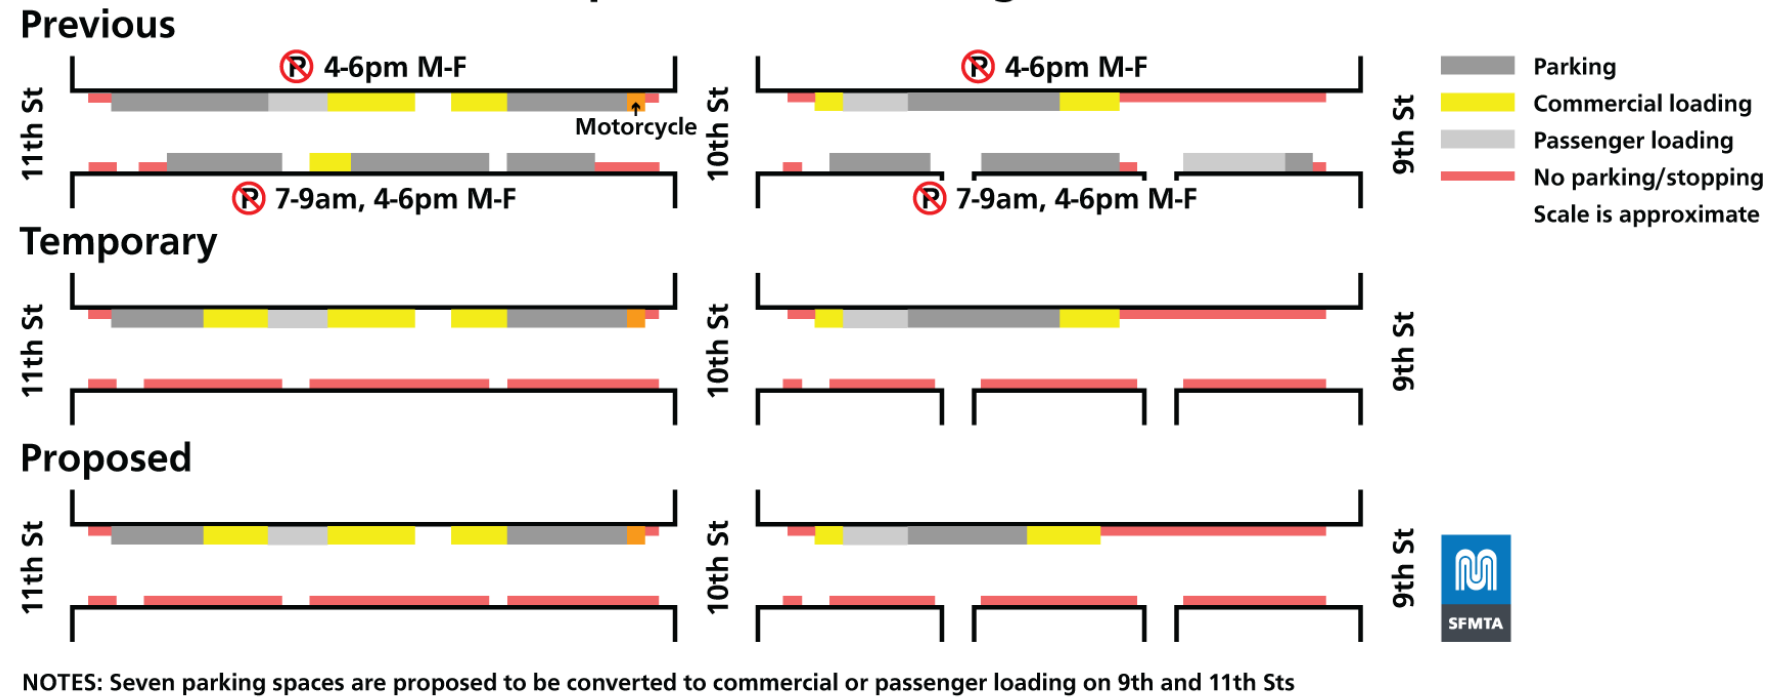 Previous
4-6pm M-F
4-6pm M-F
Parking
Commercial loading
Passenger loading
No parking/stopping
Scale is approximate
11th St
Motorcycle
10th St
9th St
7-9am, 4-6pm M-F
7-9am, 4-6pm M-F
Temporary
11th St
10th St
9th St
Proposed
11th St
10th St
9th St
SFMTA
NOTES: Seven parking spaces are proposed to be converted to commercial or passenger loading on 9th and 11th Sts